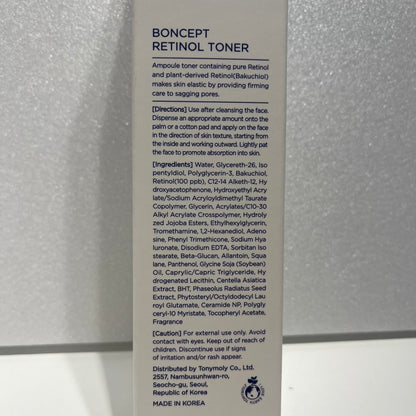 BONCEPT
RETINOL TONER
Ampoule toner containing pure Retinol
and plant-derived Retinol(Bakuchiol)
makes skin elastic by providing firming
care to sagging pores.
[Directions] Use after cleansing the face.
Dispense an appropriate amount onto the
palm or a cotton pad and apply on the face
in the direction of skin texture, starting from
the inside and working outward. Lightly pat
the face to promote absorption into skin.
[Ingredients] Water, Glycereth-26, Iso
pentyldiol, Polyglycerin-3, Bakuchiol,
Retinol(100 ppb), C12-14 Alketh-12, Hy
droxyacetophenone, Hydroxyethyl Acry
late/Sodium Acryloyldimethyl Taurate
Copolymer, Glycerin, Acrylates/C10-30
Alkyl Acrylate Crosspolymer, Hydroly
zed Jojoba Esters, Ethylhexylglycerin,
Tromethamine, 1,2-Hexanediol, Adeno
sine, Phenyl Trimethicone, Sodium Hya
luronate, Disodium EDTA, Sorbitan Iso
stearate, Beta-Glucan, Allantoin, Squa
lane, Panthenol, Glycine Soja (Soybean)
Oil, Caprylic/Capric Triglyceride, Hy
drogenated Lecithin, Centella Asiatica
Extract, BHT, Phaseolus Radiatus Seed
Extract, Phytosteryl/Octyldodecyl Lau
royl Glutamate, Ceramide NP, Polyglyc
eryl-10 Myristate, Tocopheryl Acetate,
Fragrance
[Caution] For external use only. Avoid
contact with eyes. Keep out of reach of
children. Discontinue use if signs
of irritation and/or rash appear.
Distributed by Tonymoly Co., Ltd.
2557, Nambusunhwan-ro,
Seocho-gu, Seoul,
Republic of Korea
MADE IN KOREA